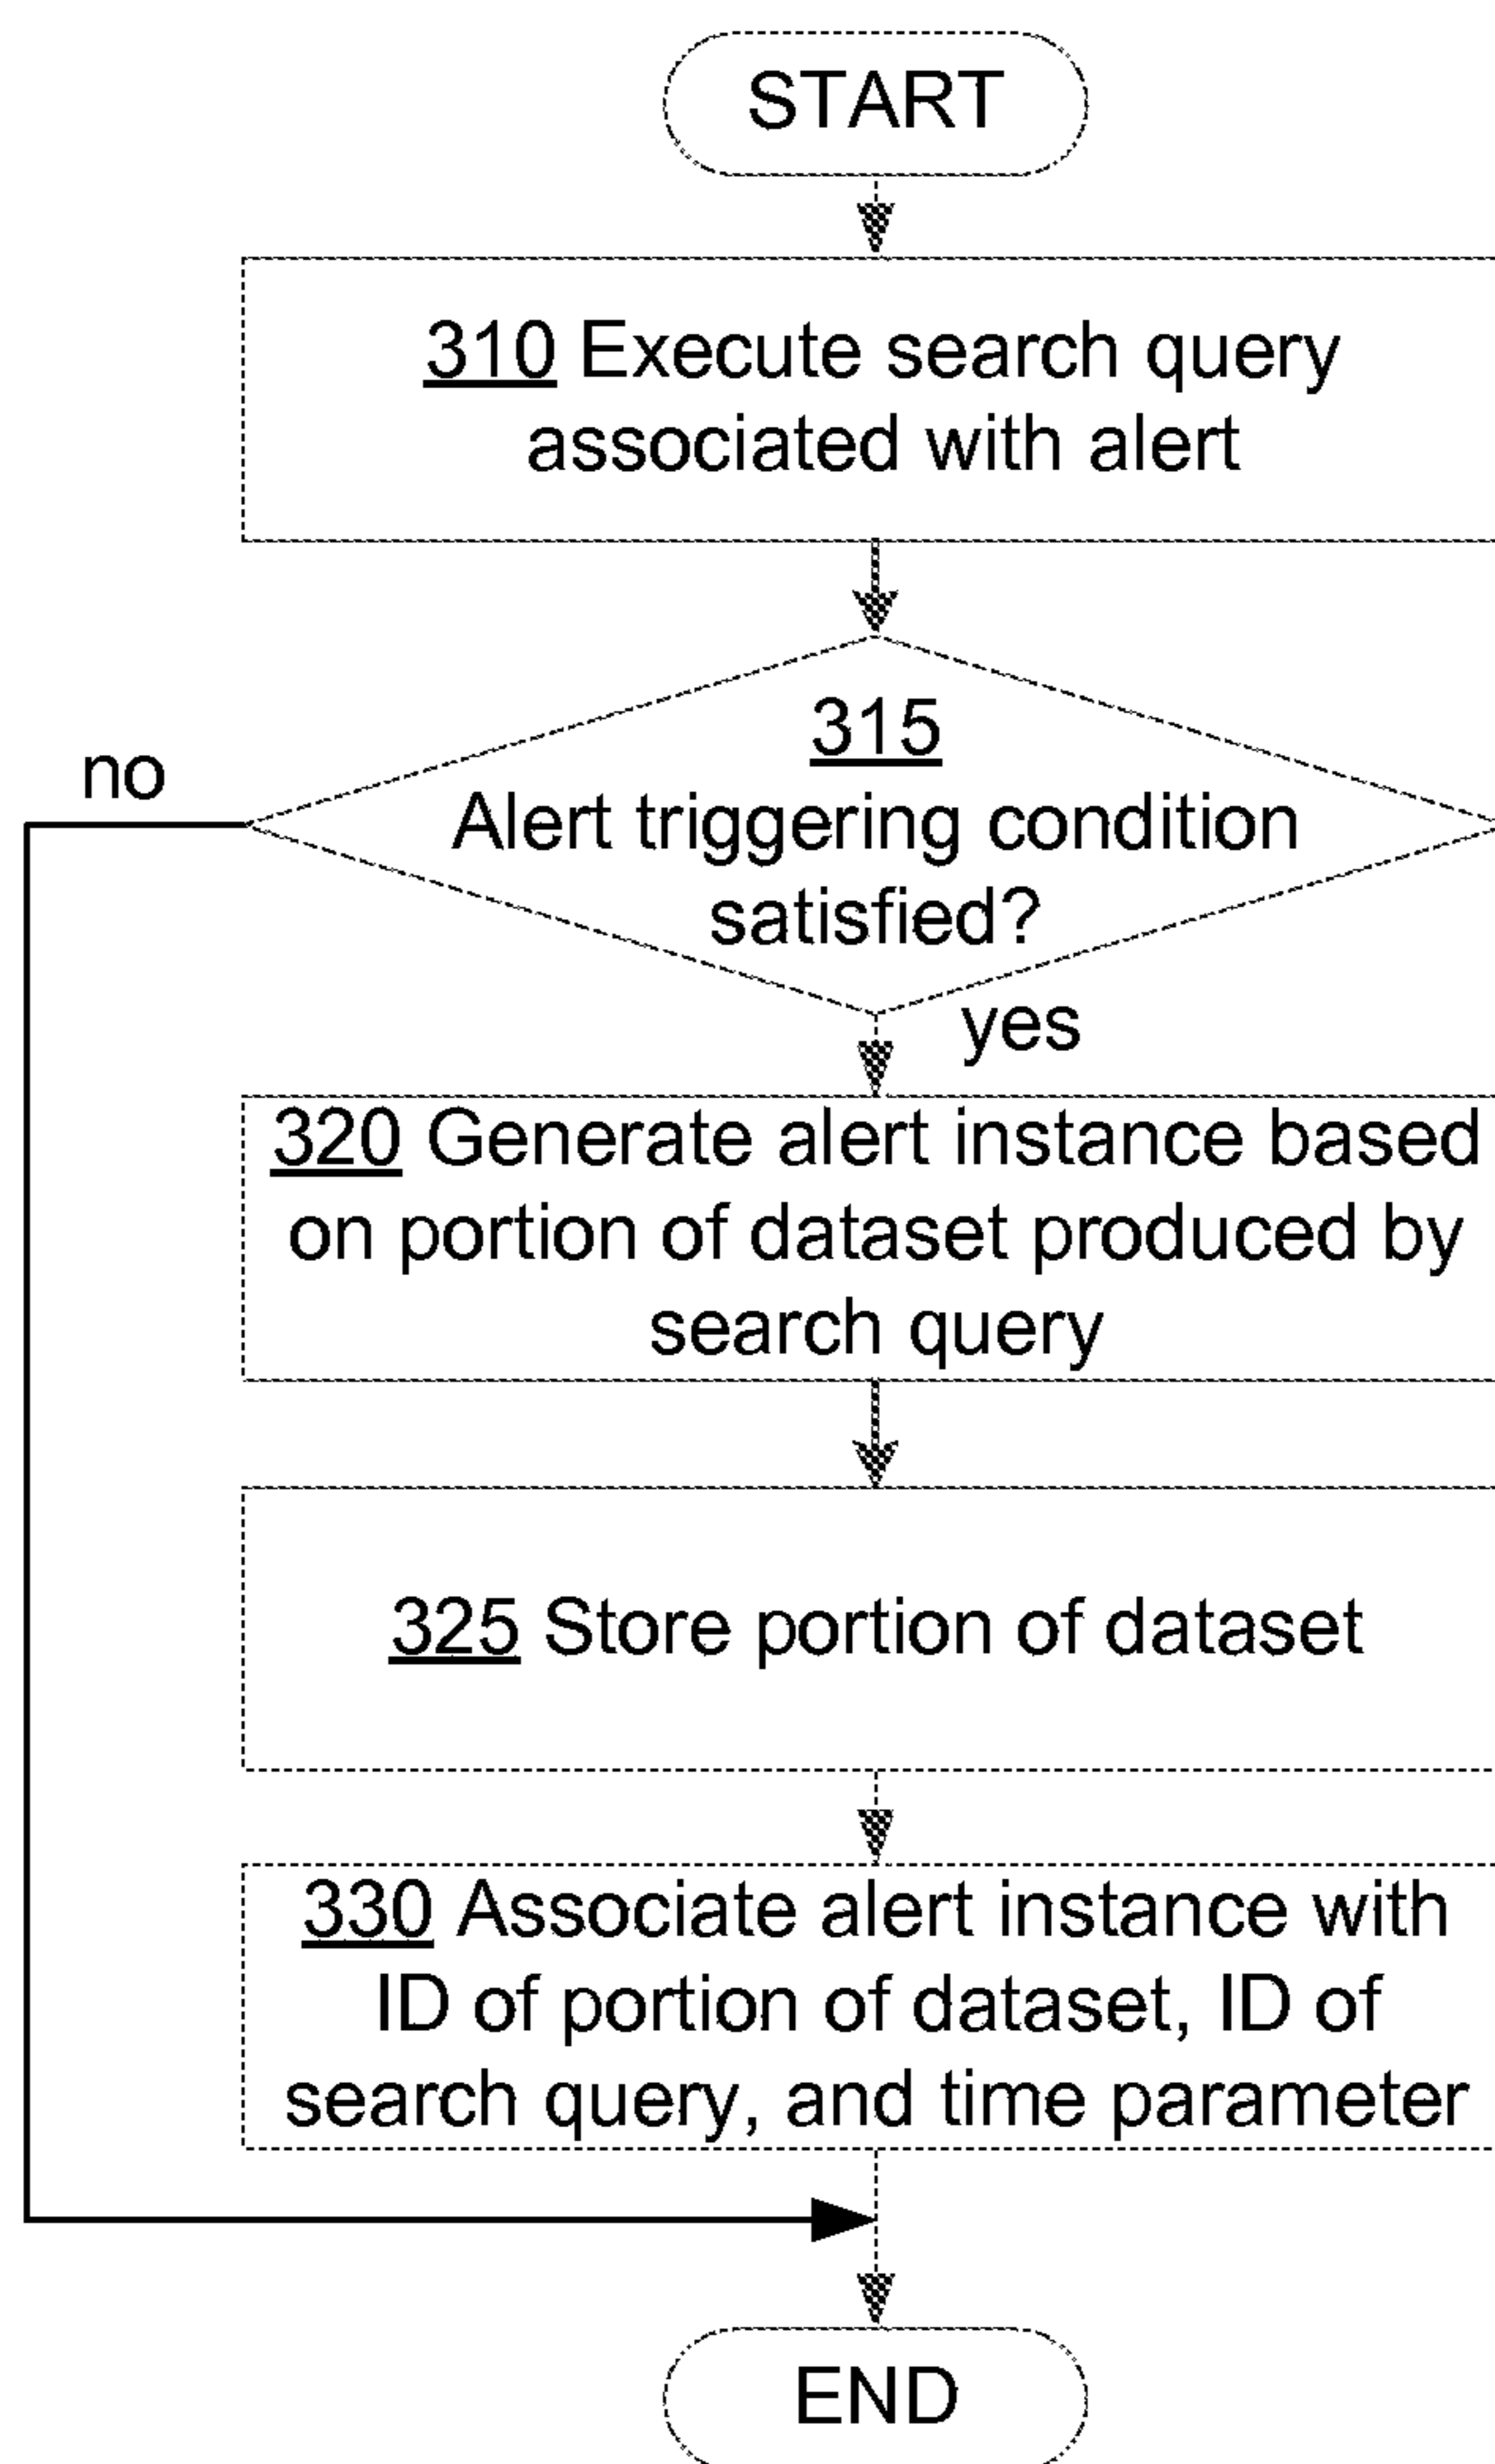 START
310 Execute search query
associated with alert
315
Alert triggering condition
satisfied?
no
yes
320 Generate alert instance based
on portion of dataset produced by
search query
325 Store portion of dataset
330 Associate alert instance with
ID of portion of dataset, ID of
search query, and time parameter
END